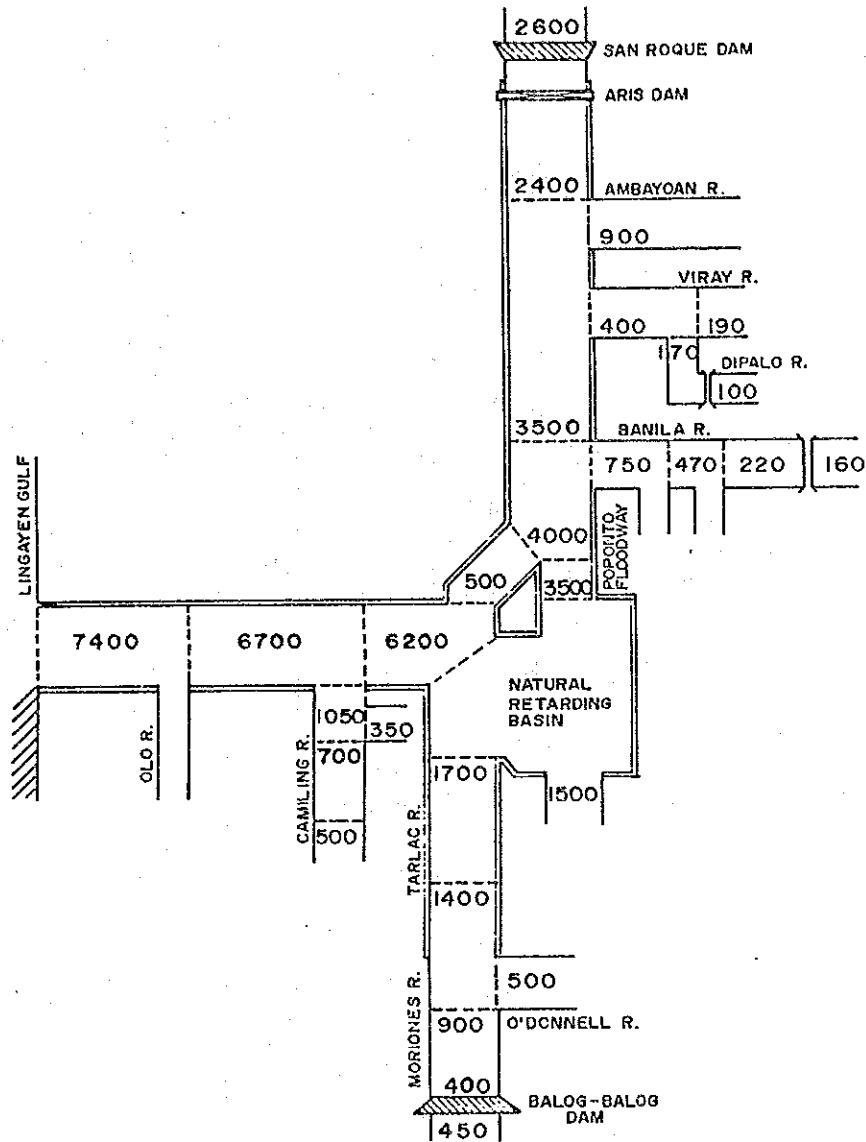 2600
SAN ROQUE DAM
ARIS DAM
2400
AMBAYOAN R.
900
VIRAY R.
400
190
170
DIPALO R.
100
3500
BANILA R.
750
470
220
160
LINGAYEN GULF
4000
POPONTO
FLOODWAY
500
3500
7400
6700
6200
NATURAL
RETARDING
BASIN
OLO R.
CAMILING R.
1050
350
700
500
TARLAC R.
1700
1500
1400
MORIONES R.
500
900
O'DONNELL R.
400
BALOG-BALOG
DAM
450